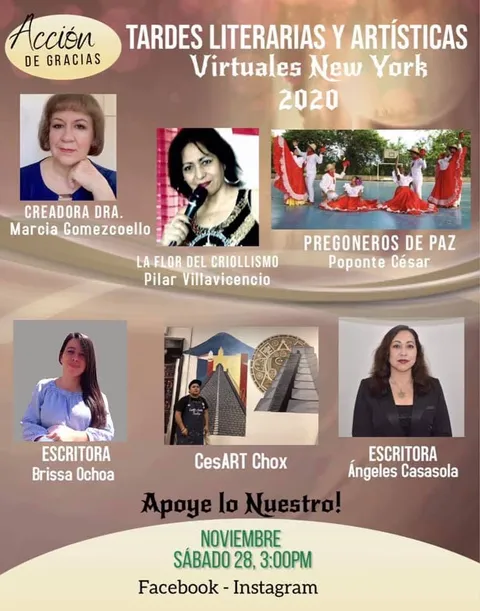 Acción
DE GRACIAS
TARDES LITERARIAS Y ARTÍSTICAS
Virtuales New York
2020
CREADORA DRA.
Marcia Gomezcoello
LA FLOR DEL CRIOLLISMO
Pilar Villavicencio
PREGONEROS DE PAZ
Poponte César
ESCRITORA
Brissa Ochoa
CesART Chox
ESCRITORA
Ángeles Casasola
Apoye lo Nuestro!
NOVIEMBRE
SÁBADO 28, 3:00PM
Facebook - Instagram